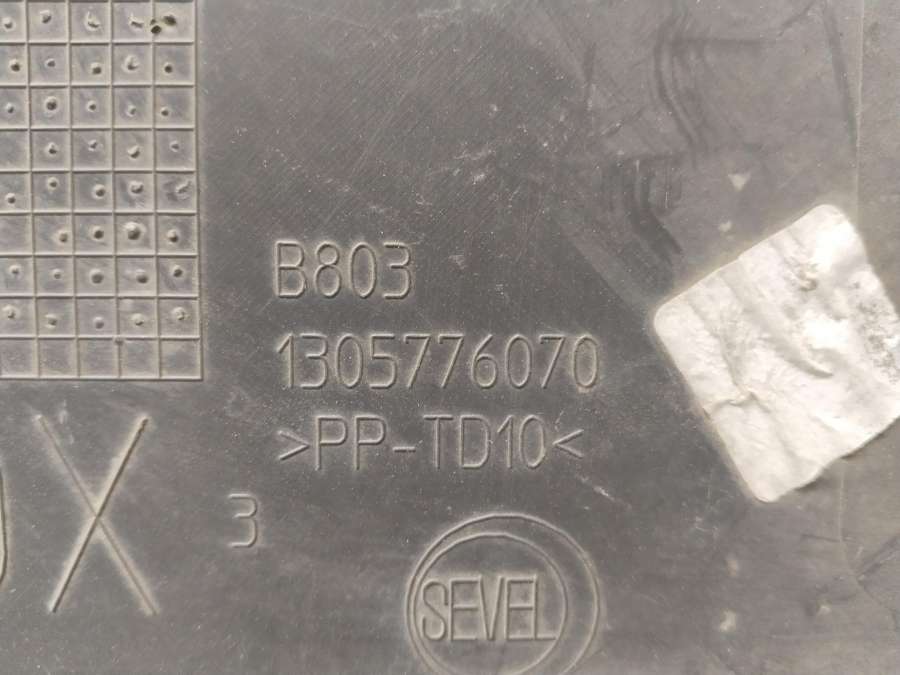 B803
1305776070
>PP-TD10<
X
3
SEVEL